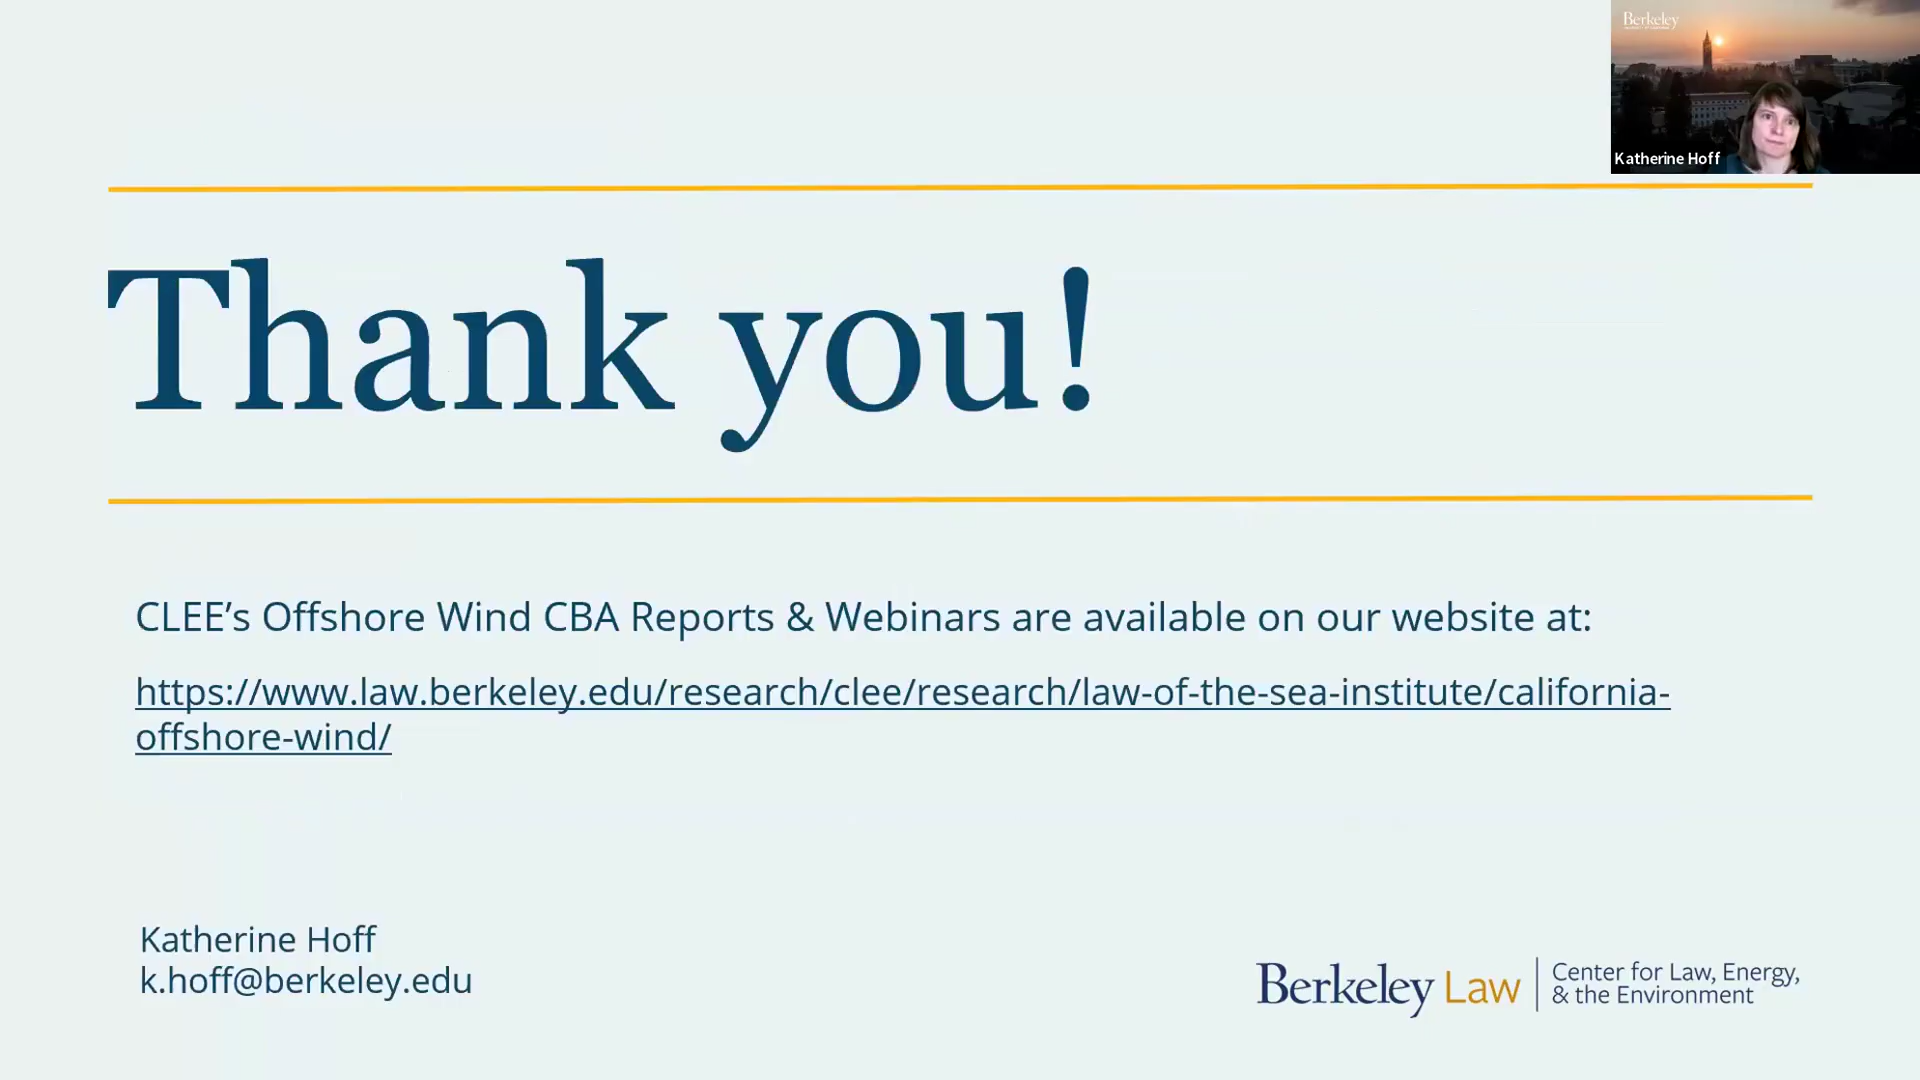 Berkeley
Katherine Hoff
Thank you!
CLEE’s Offshore Wind CBA Reports & Webinars are available on our website at:
https://www.law.berkeley.edu/research/clee/research/law-of-the-sea-institute/california-
offshore-wind/
Katherine Hoff
k.hoff@berkeley.edu
Berkeley Law
Center for Law, Energy,
& the Environment